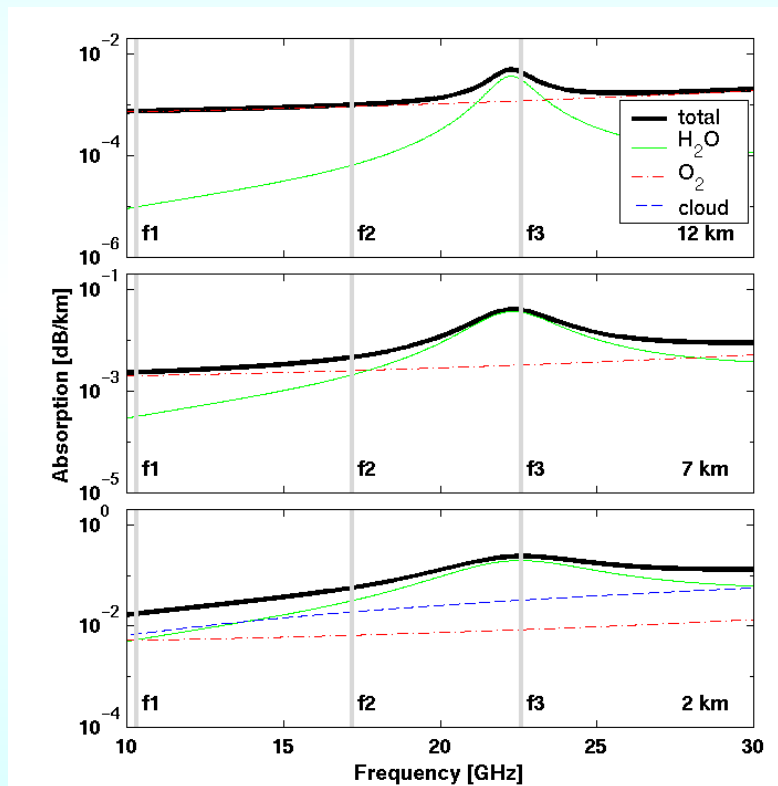 Absorption [dB/km]
10⁻²
10⁻⁴
10⁻⁶
total
H₂O
O₂
cloud
f1
f2
f3
12 km
10⁻¹
10⁻³
10⁻⁵
f1
f2
f3
7 km
10⁰
10⁻²
10⁻⁴
f1
f2
f3
2 km
10 15 20 25 30
Frequency [GHz]